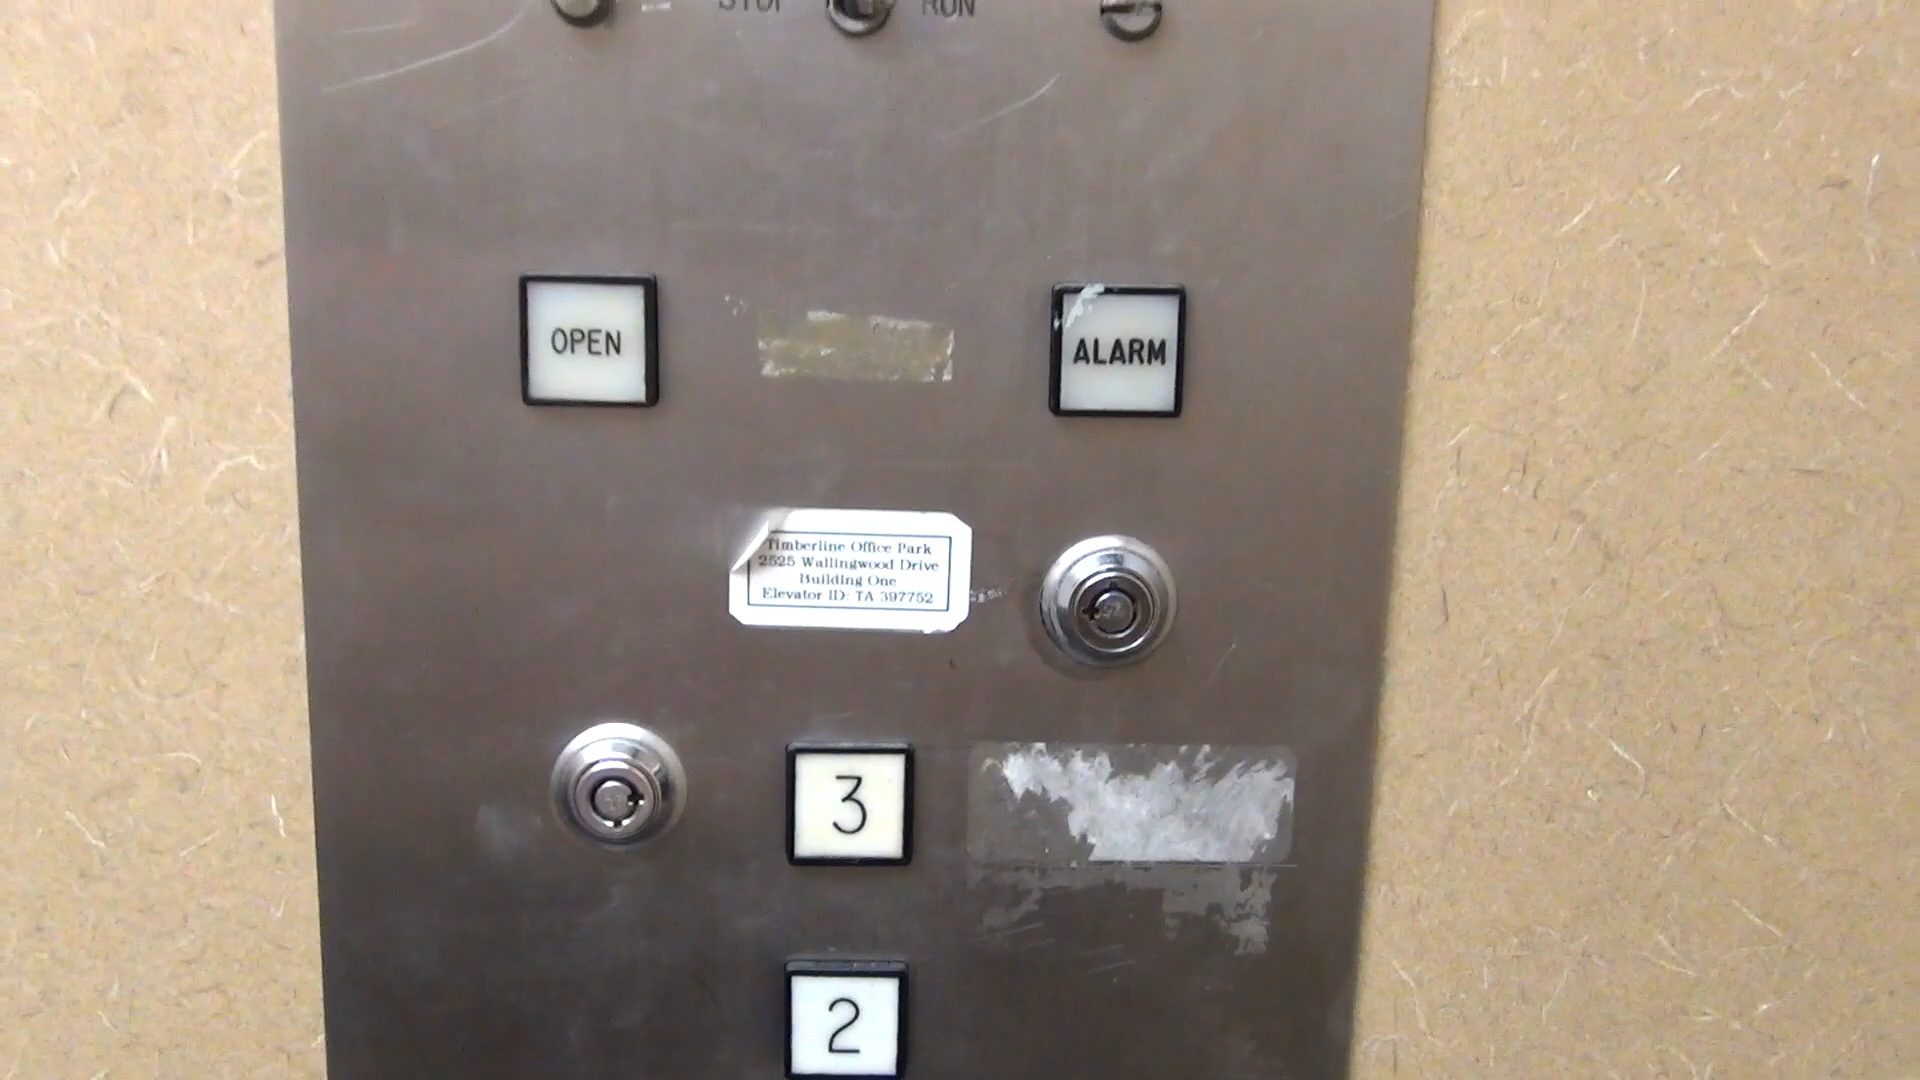 STOP RUN
OPEN
ALARM
Timberline Office Park
2525 Wallingwood Drive
Building One
Elevator ID: TA 397752
3
2